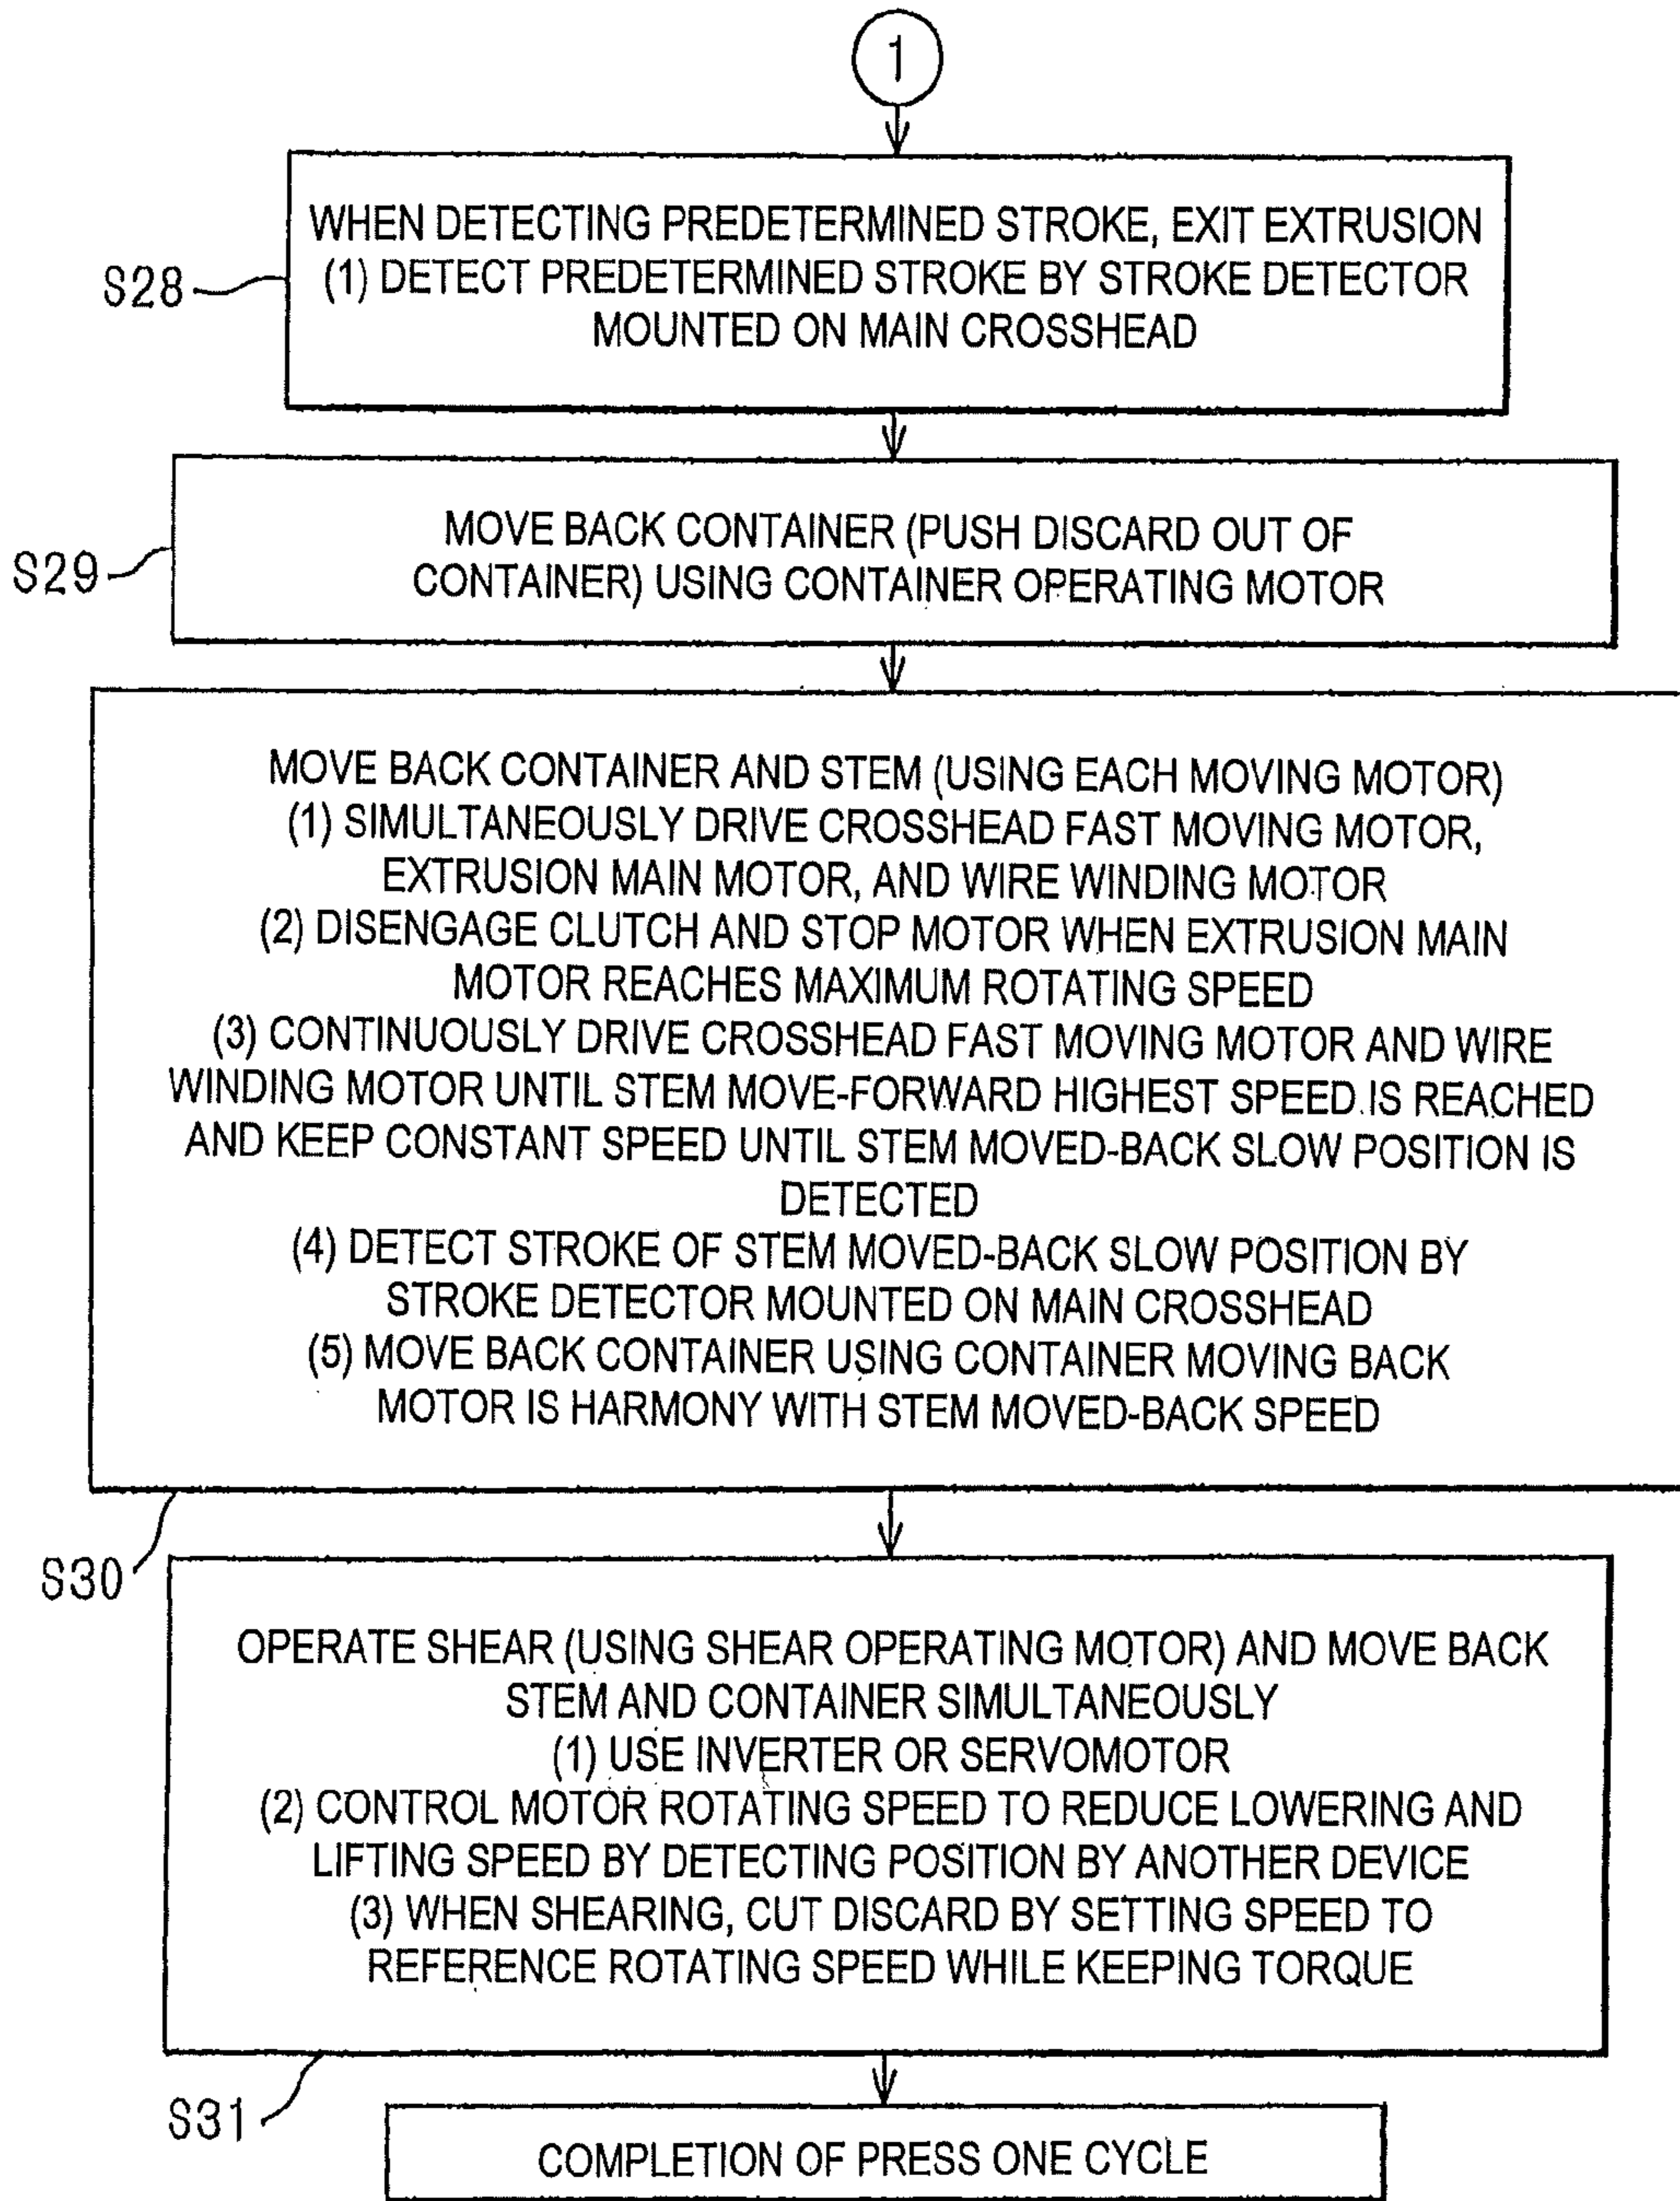 1
WHEN DETECTING PREDETERMINED STROKE, EXIT EXTRUSION
(1) DETECT PREDETERMINED STROKE BY STROKE DETECTOR
MOUNTED ON MAIN CROSSHEAD
S28
MOVE BACK CONTAINER (PUSH DISCARD OUT OF
CONTAINER) USING CONTAINER OPERATING MOTOR
S29
MOVE BACK CONTAINER AND STEM (USING EACH MOVING MOTOR)
(1) SIMULTANEOUSLY DRIVE CROSSHEAD FAST MOVING MOTOR,
EXTRUSION MAIN MOTOR, AND WIRE WINDING MOTOR
(2) DISENGAGE CLUTCH AND STOP MOTOR WHEN EXTRUSION MAIN
MOTOR REACHES MAXIMUM ROTATING SPEED
(3) CONTINUOUSLY DRIVE CROSSHEAD FAST MOVING MOTOR AND WIRE
WINDING MOTOR UNTIL STEM MOVE-FORWARD HIGHEST SPEED IS REACHED
AND KEEP CONSTANT SPEED UNTIL STEM MOVED-BACK SLOW POSITION IS
DETECTED
(4) DETECT STROKE OF STEM MOVED-BACK SLOW POSITION BY
STROKE DETECTOR MOUNTED ON MAIN CROSSHEAD
(5) MOVE BACK CONTAINER USING CONTAINER MOVING BACK
MOTOR IS HARMONY WITH STEM MOVED-BACK SPEED
S30
OPERATE SHEAR (USING SHEAR OPERATING MOTOR) AND MOVE BACK
STEM AND CONTAINER SIMULTANEOUSLY
(1) USE INVERTER OR SERVOMOTOR
(2) CONTROL MOTOR ROTATING SPEED TO REDUCE LOWERING AND
LIFTING SPEED BY DETECTING POSITION BY ANOTHER DEVICE
(3) WHEN SHEARING, CUT DISCARD BY SETTING SPEED TO
REFERENCE ROTATING SPEED WHILE KEEPING TORQUE
S31
COMPLETION OF PRESS ONE CYCLE